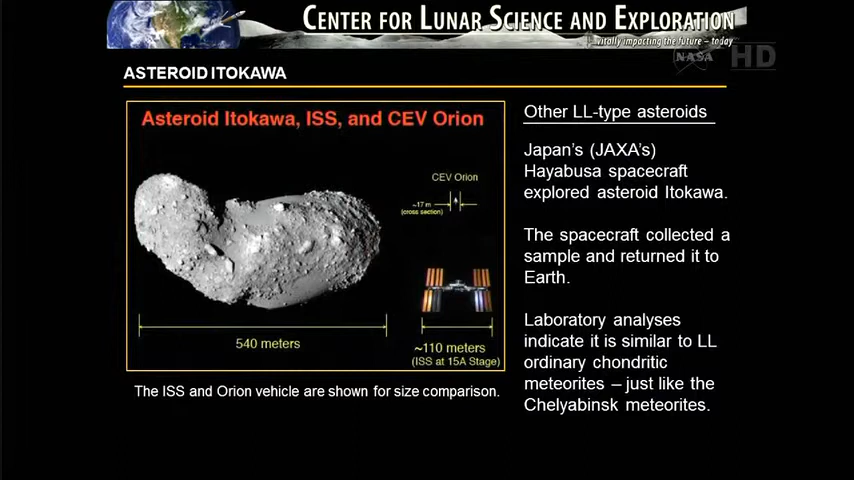 CENTER FOR LUNAR SCIENCE AND EXPLORATION
vitally impacting the future – today
NASA HD
ASTEROID ITOKAWA
Asteroid Itokawa, ISS, and CEV Orion
CEV Orion
~17 m
(cross section)
540 meters
~110 meters
(ISS at 15A Stage)
The ISS and Orion vehicle are shown for size comparison.
Other LL-type asteroids
Japan's (JAXA's)
Hayabusa spacecraft
explored asteroid Itokawa.
The spacecraft collected a
sample and returned it to
Earth.
Laboratory analyses
indicate it is similar to LL
ordinary chondritic
meteorites – just like the
Chelyabinsk meteorites.